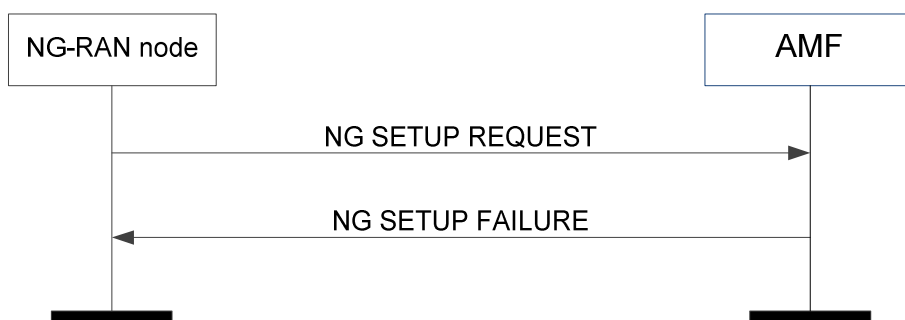 NG-RAN node
AMF
NG SETUP REQUEST
NG SETUP FAILURE